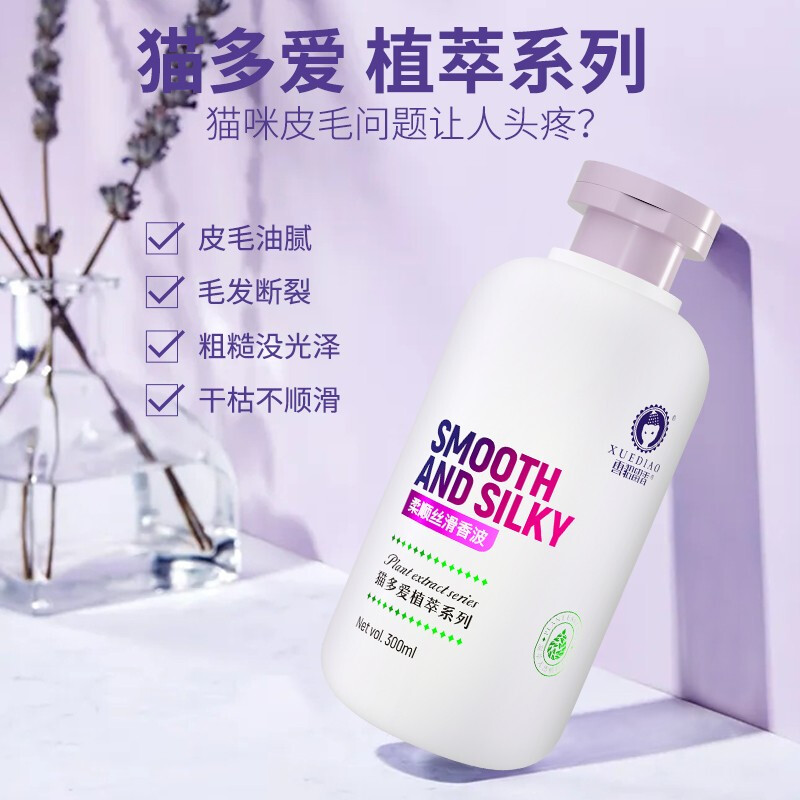 猫多爱 植萃系列
猫咪皮毛问题让人头疼？
皮毛油腻
毛发断裂
粗糙没光泽
干枯不顺滑
XUEDIAO
SMOOTH
AND SILKY
柔顺丝滑香波
Plant extract series
猫多爱植萃系列
Net vol. 300ml